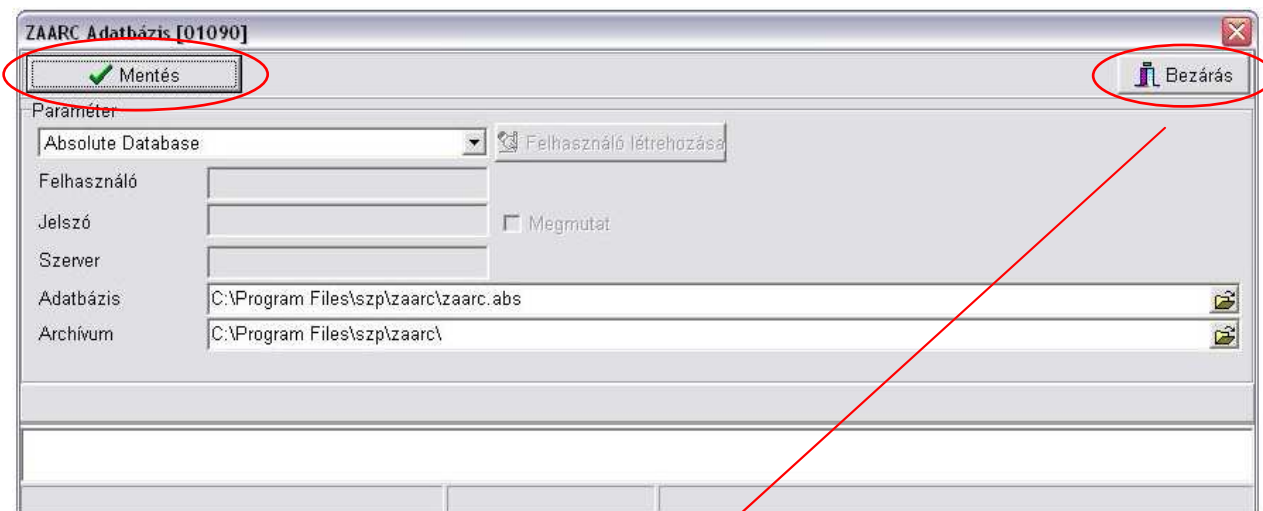 ZAARC Adatbázis [01090]
Mentés
Bezárás
Paraméter
Absolute Database
Felhasználó létrehozása
Felhasználó
Jelszó
Megmutat
Szerver
Adatbázis
C:\Program Files\szp\zaarc\zaarc.abs
Archívum
C:\Program Files\szp\zaarc\